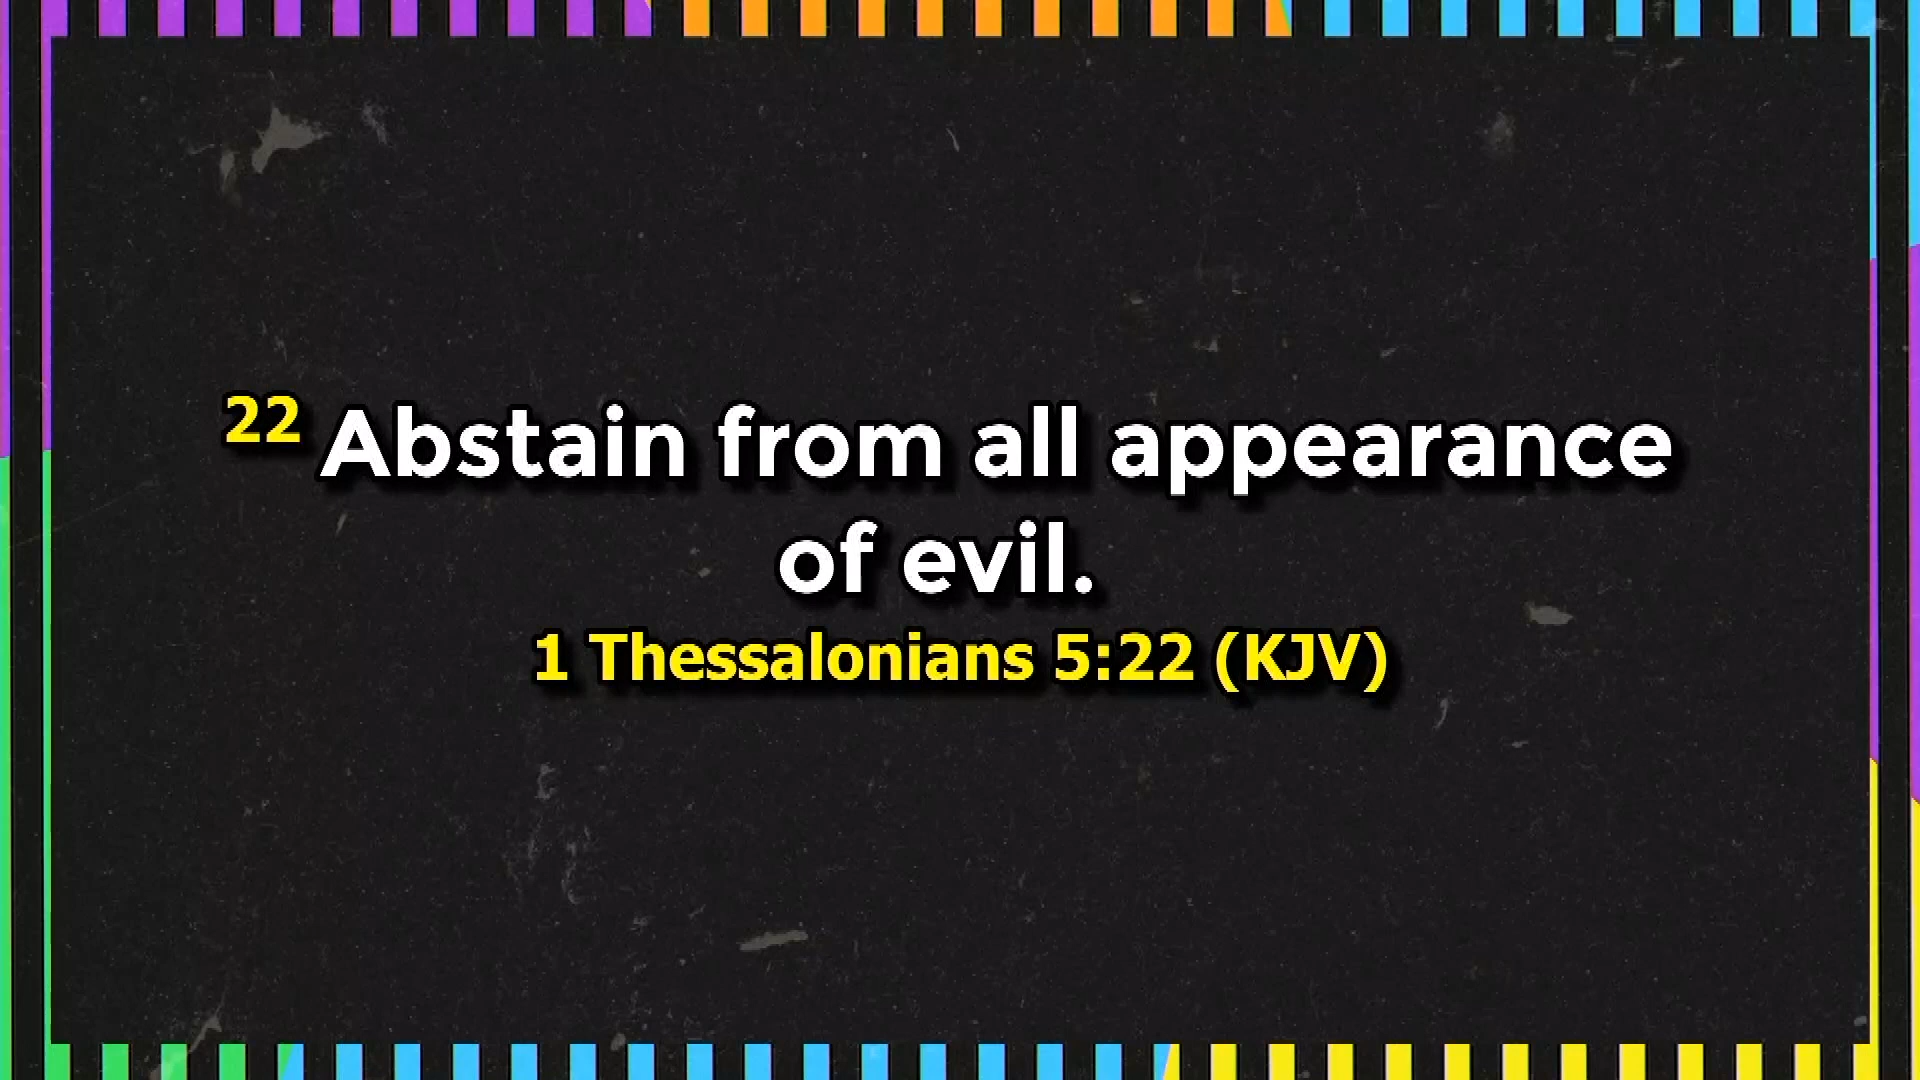 22 Abstain from all appearance
of evil.
1 Thessalonians 5:22 (KJV)